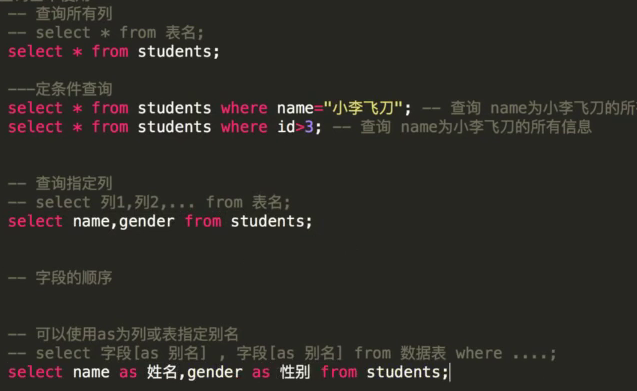 -- 查询所有列
-- select * from 表名;
select * from students;
---定条件查询
select * from students where name="小李飞刀"; -- 查询 name为小李飞刀的所
select * from students where id>3; -- 查询 name为小李飞刀的所有信息
-- 查询指定列
-- select 列1,列2,... from 表名;
select name,gender from students;
-- 字段的顺序
-- 可以使用as为列或表指定别名
-- select 字段[as 别名] , 字段[as 别名] from 数据表 where ....;
select name as 姓名,gender as 性别 from students;